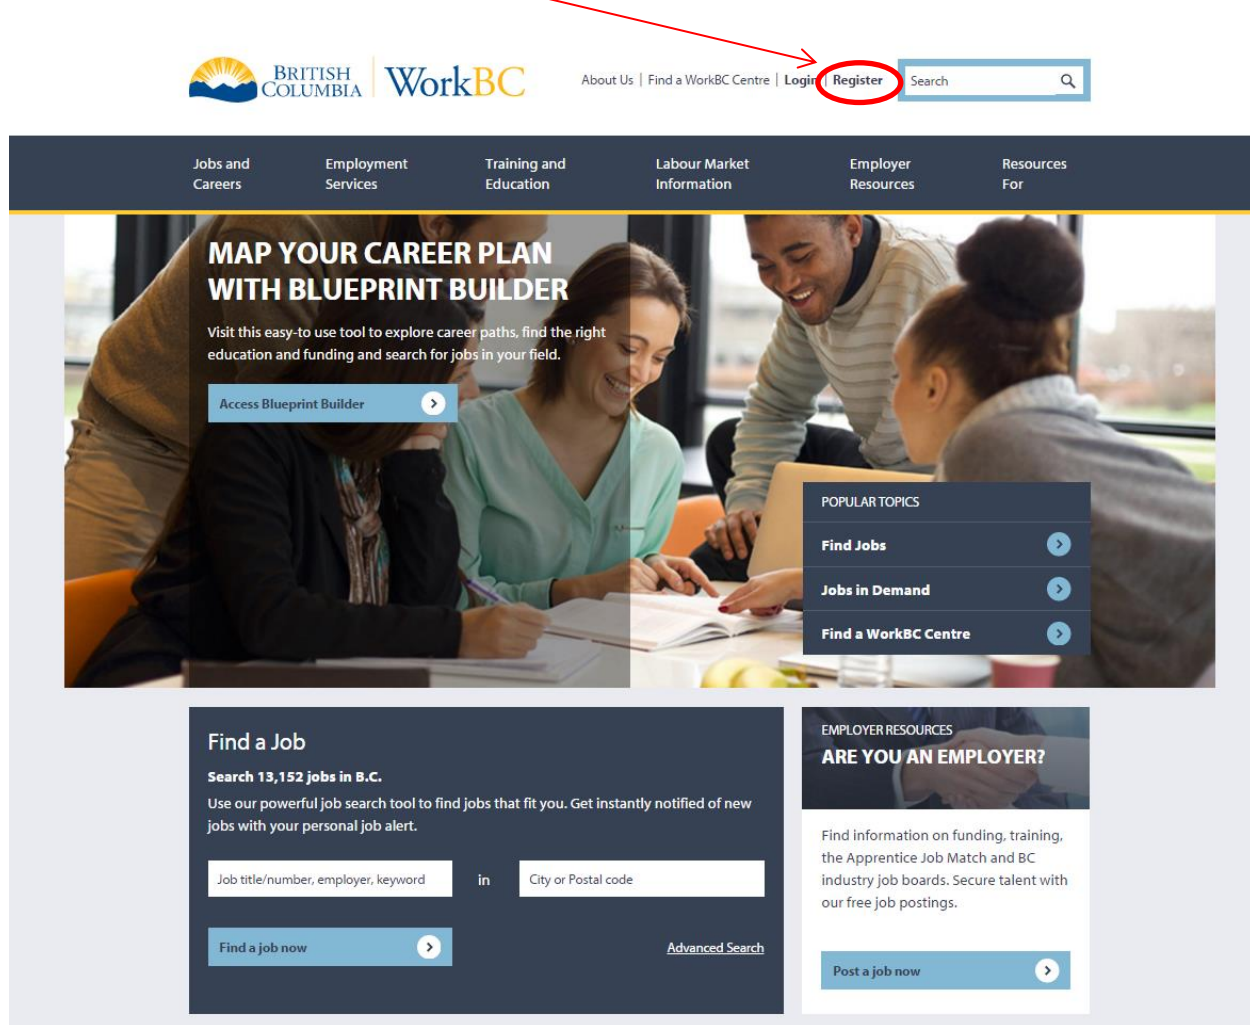 BRITISH
COLUMBIA
WorkBC
About Us | Find a WorkBC Centre | Login | Register
Search
Jobs and
Careers
Employment
Services
Training and
Education
Labour Market
Information
Employer
Resources
Resources
For
MAP YOUR CAREER PLAN
WITH BLUEPRINT BUILDER
Visit this easy-to use tool to explore career paths, find the right
education and funding and search for jobs in your field.
Access Blueprint Builder
POPULAR TOPICS
Find Jobs
Jobs in Demand
Find a WorkBC Centre
Find a Job
Search 13,152 jobs in B.C.
Use our powerful job search tool to find jobs that fit you. Get instantly notified of new
jobs with your personal job alert.
Job title/number, employer, keyword
in
City or Postal code
Find a job now
Advanced Search
EMPLOYER RESOURCES
ARE YOU AN EMPLOYER?
Find information on funding, training,
the Apprentice Job Match and BC
industry job boards. Secure talent with
our free job postings.
Post a job now